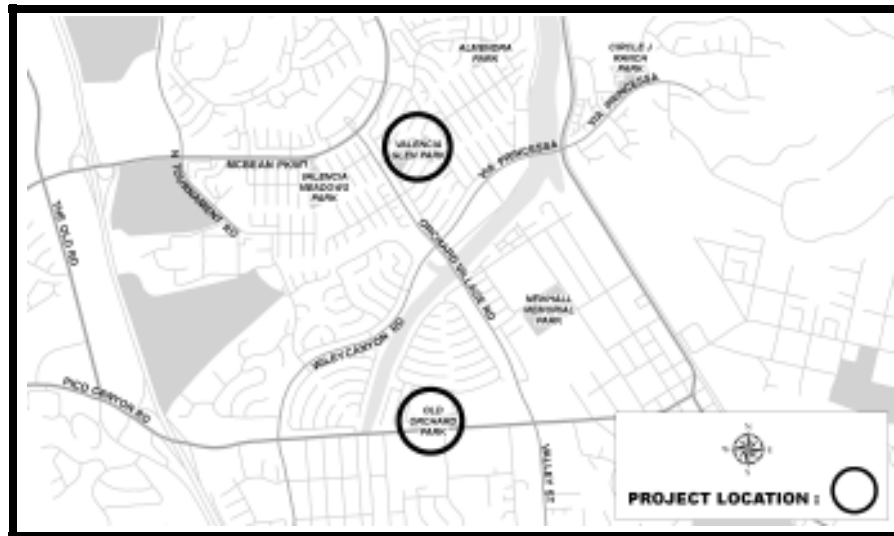 ALMENDRA
PARK
CIRCLE J
RANCH
PARK
VIA PRINCESSA
VALENCIA
GLEN PARK
VIA PRINCESSA
MCBEAN PKWY
N TOURNAMENT RD
VALENCIA
MEADOWS
PARK
THE OLD RD
ORCHARD VILLAGE RD
NEWHALL
MEMORIAL
PARK
WILEY CANYON RD
PICO CANYON RD
OLD
ORCHARD
PARK
VALLEY ST
N
S
PROJECT LOCATION :